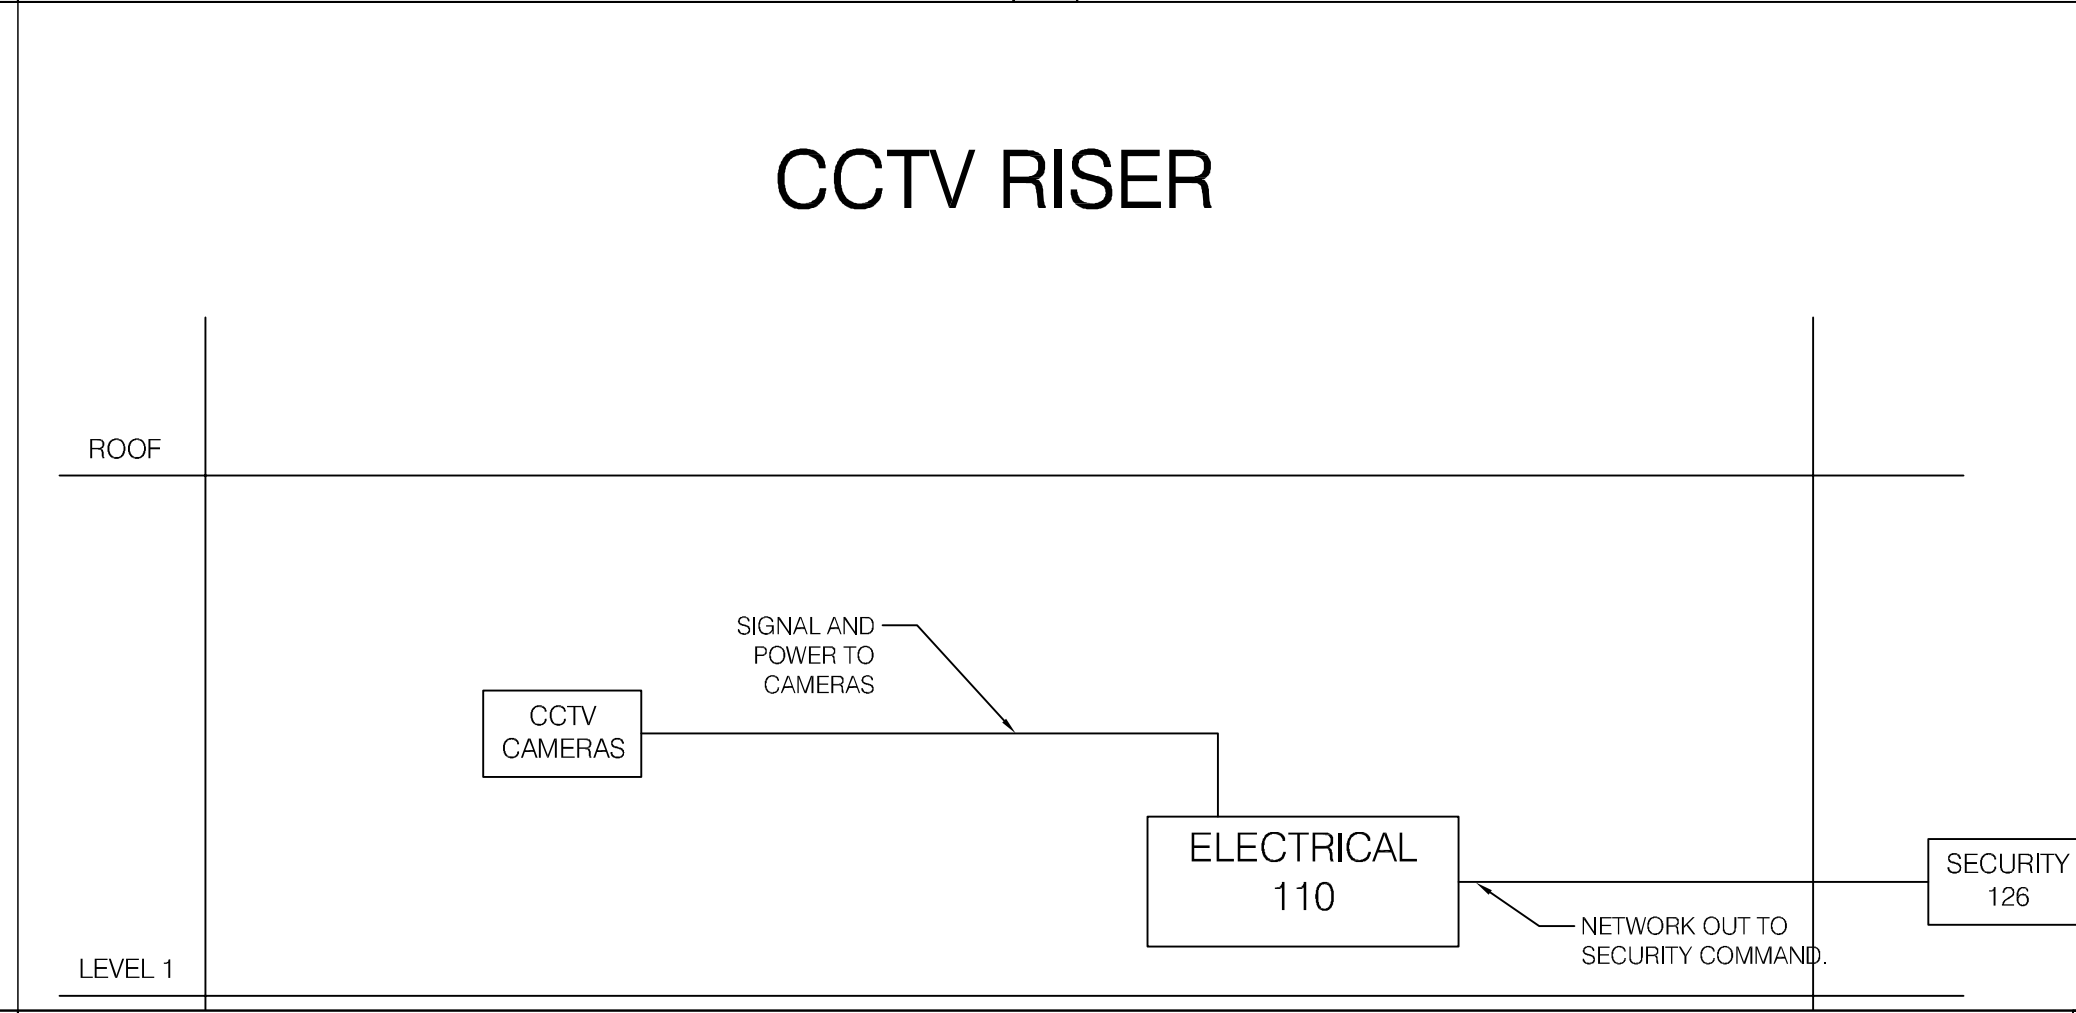 CCTV RISER
ROOF
SIGNAL AND
POWER TO
CAMERAS
CCTV
CAMERAS
ELECTRICAL
110
SECURITY
126
NETWORK OUT TO
SECURITY COMMAND.
LEVEL 1